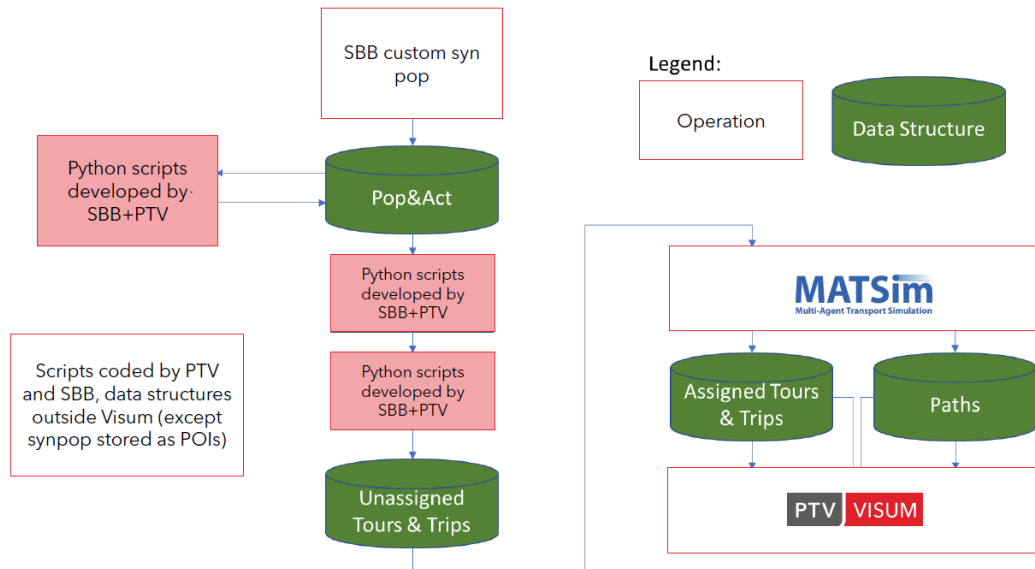 SBB custom syn
pop
Python scripts
developed by
SBB+PTV
Pop&Act
Python scripts
developed by
SBB+PTV
Python scripts
developed by
SBB+PTV
Scripts coded by PTV
and SBB, data structures
outside Visum (except
synpop stored as POIs)
Unassigned
Tours & Trips
Legend:
Operation
Data Structure
MATSim
Multi-Agent Transport Simulation
Assigned Tours
& Trips
Paths
PTV VISUM